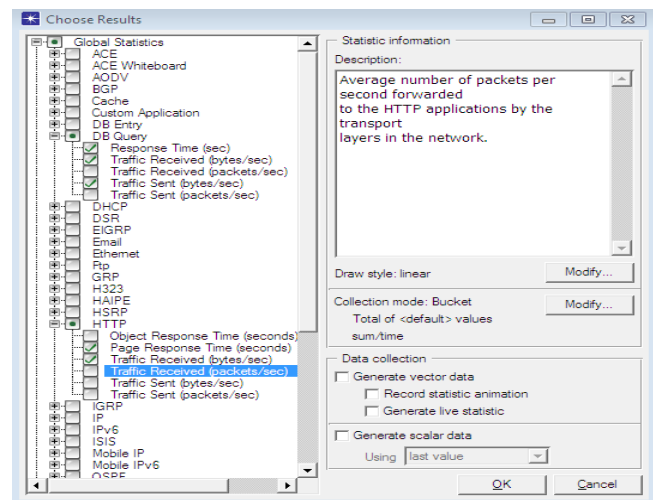 Choose Results
Global Statistics
ACE
ACE Whiteboard
AODV
BGP
Cache
Custom Application
DB Entry
DB Query
Response Time (sec)
Traffic Received (bytes/sec)
Traffic Received (packets/sec)
Traffic Sent (bytes/sec)
Traffic Sent (packets/sec)
DHCP
DSR
EIGRP
Email
Ethernet
Ftp
GRP
H323
HAIPE
HSRP
HTTP
Object Response Time (seconds)
Page Response Time (seconds)
Traffic Received (bytes/sec)
Traffic Received (packets/sec)
Traffic Sent (bytes/sec)
Traffic Sent (packets/sec)
IGRP
IP
IPv6
ISIS
Mobile IP
Mobile IPv6
OSPF
Statistic information
Description:
Average number of packets per
second forwarded
to the HTTP applications by the
transport
layers in the network.
Draw style: linear
Modify...
Collection mode: Bucket
Modify...
Total of <default> values
sum/time
Data collection
Generate vector data
Record statistic animation
Generate live statistic
Generate scalar data
Using last value
OK
Cancel